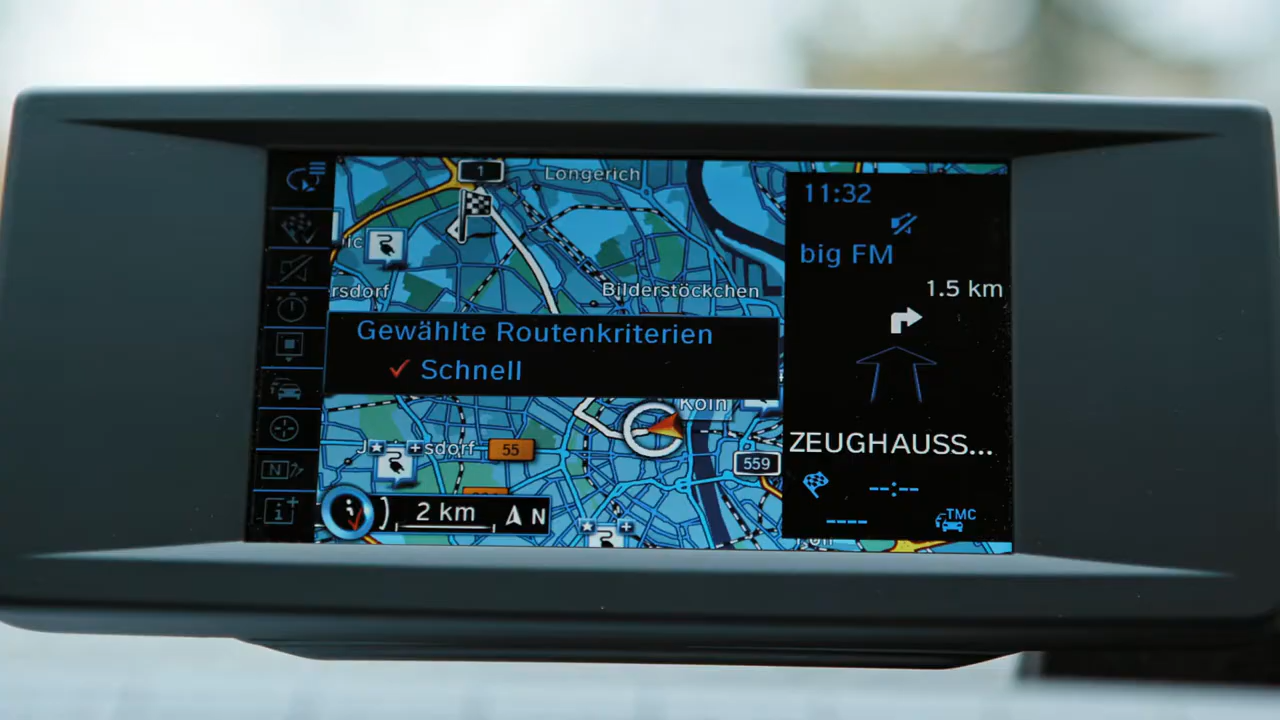 1
Longerich
rsdorf
Bilderstöckchen
Gewählte Routenkriterien
Schnell
Köln
55
559
2 km
N
11:32
big FM
1.5 km
ZEUGHAUSS...
--:--
----
TMC
N
i